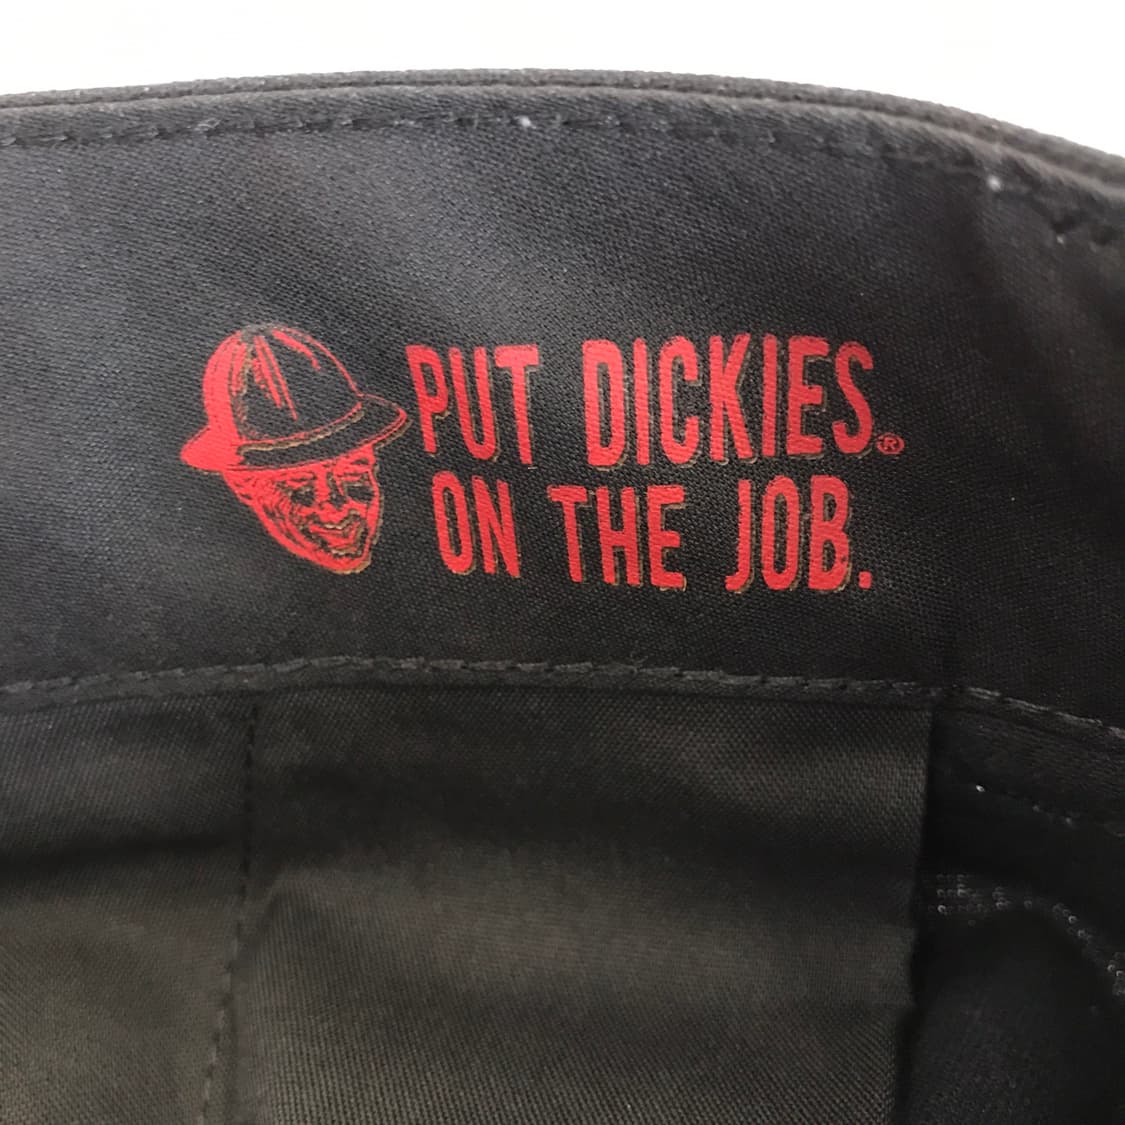 PUT DICKIES.®
ON THE JOB.